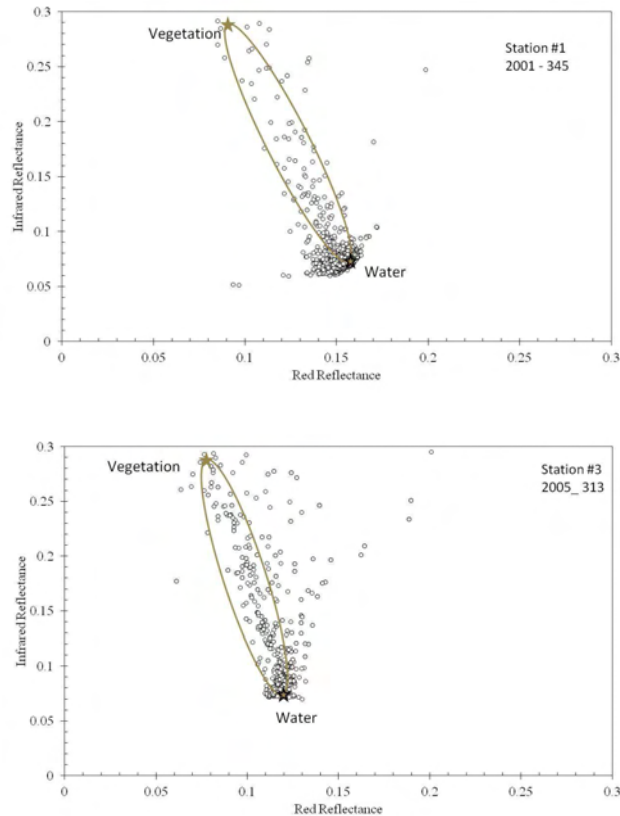 0.3
Vegetation
Station #1
2001 - 345
0.25
0.2
Infrared Reflectance
0.15
0.1
Water
0.05
0
0 0.05 0.1 0.15 0.2 0.25 0.3
Red Reflectance
0.3
Vegetation
Station #3
2005_ 313
0.25
0.2
Infrared Reflectance
0.15
0.1
0.05
Water
0
0 0.05 0.1 0.15 0.2 0.25 0.3
Red Reflectance